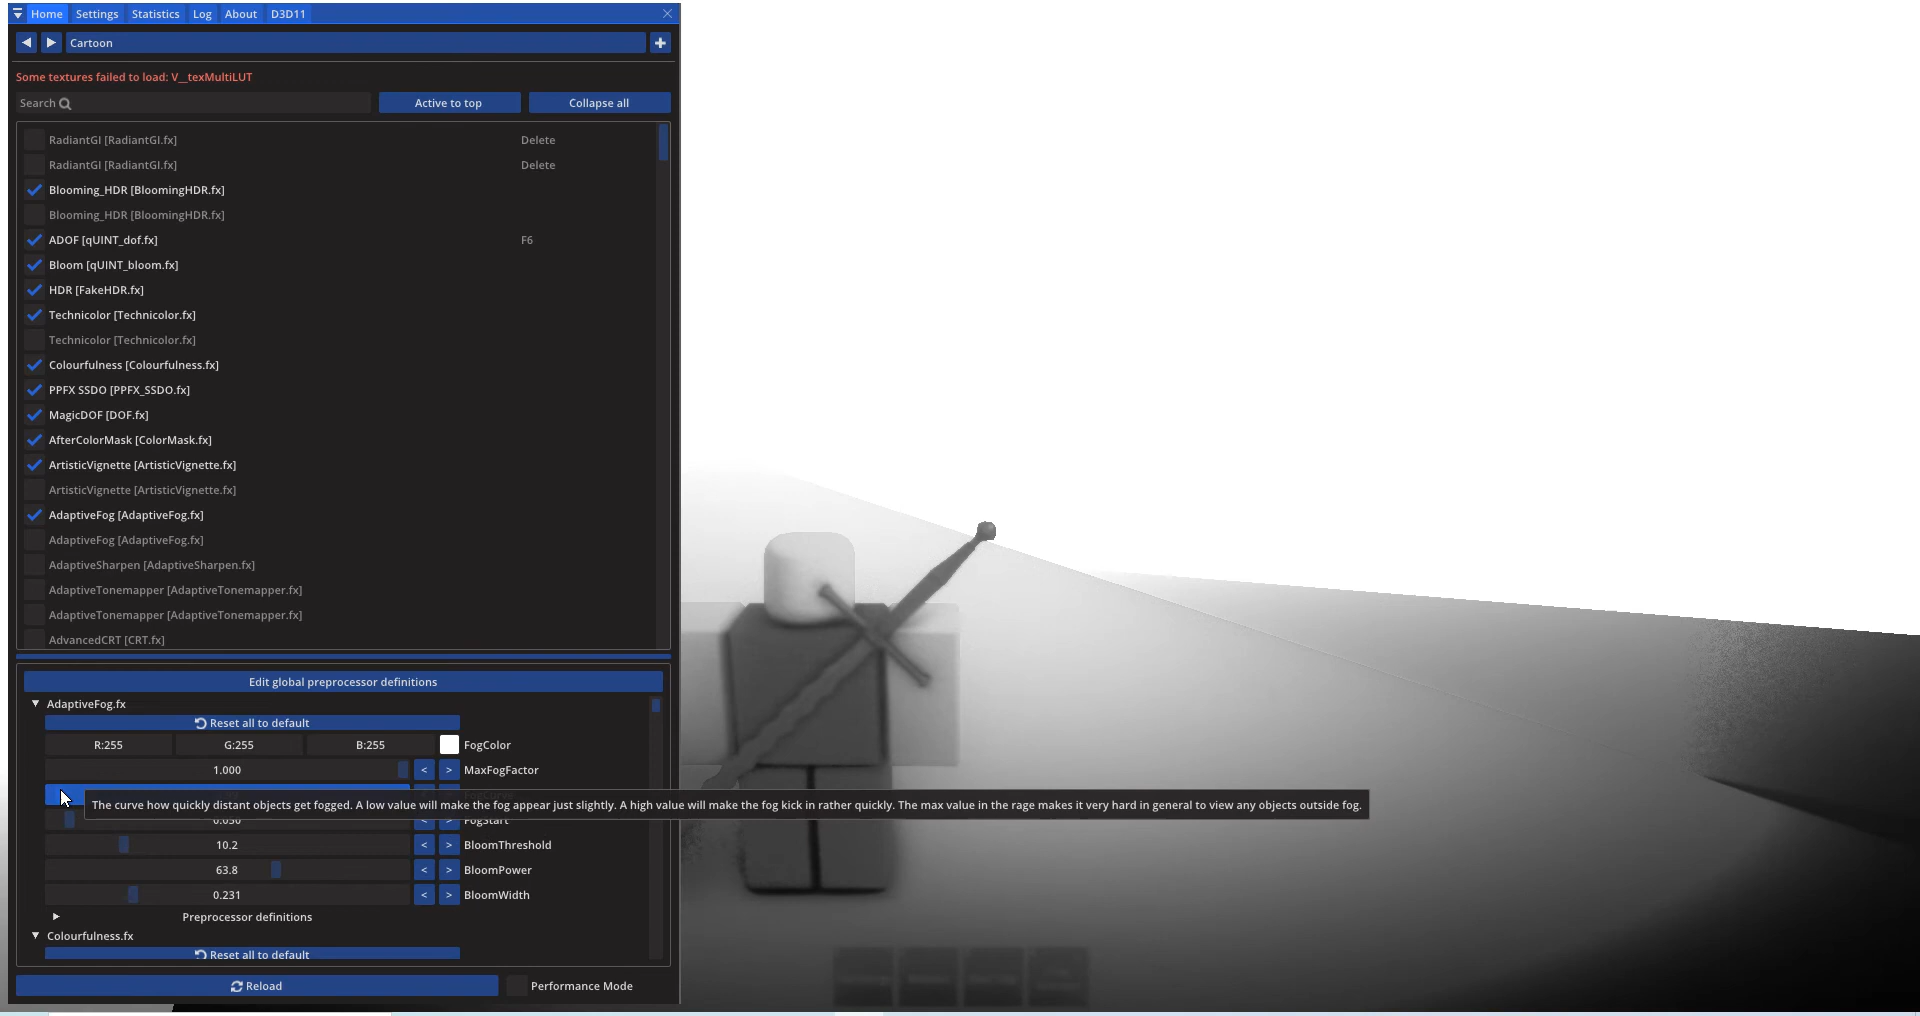 Home Settings Statistics Log About D3D11
Cartoon
Some textures failed to load: V__texMultiLUT
Search Active to top Collapse all
RadiantGI [RadiantGI.fx] Delete
RadiantGI [RadiantGI.fx] Delete
Blooming_HDR [BloomingHDR.fx]
Blooming_HDR [BloomingHDR.fx]
ADOF [qUINT_dof.fx] F6
Bloom [qUINT_bloom.fx]
HDR [FakeHDR.fx]
Technicolor [Technicolor.fx]
Technicolor [Technicolor.fx]
Colourfulness [Colourfulness.fx]
PPFX SSDO [PPFX_SSDO.fx]
MagicDOF [DOF.fx]
AfterColorMask [ColorMask.fx]
ArtisticVignette [ArtisticVignette.fx]
ArtisticVignette [ArtisticVignette.fx]
AdaptiveFog [AdaptiveFog.fx]
AdaptiveFog [AdaptiveFog.fx]
AdaptiveSharpen [AdaptiveSharpen.fx]
AdaptiveTonemapper [AdaptiveTonemapper.fx]
AdaptiveTonemapper [AdaptiveTonemapper.fx]
AdvancedCRT [CRT.fx]
Edit global preprocessor definitions
AdaptiveFog.fx
Reset all to default
R:255 G:255 B:255 FogColor
1.000 < > MaxFogFactor
The curve how quickly distant objects get fogged. A low value will make the fog appear just slightly. A high value will make the fog kick in rather quickly. The max value in the rage makes it very hard in general to view any objects outside fog.
0.050 FogStart
10.2 < > BloomThreshold
63.8 < > BloomPower
0.231 < > BloomWidth
Preprocessor definitions
Colourfulness.fx
Reset all to default
Reload Performance Mode